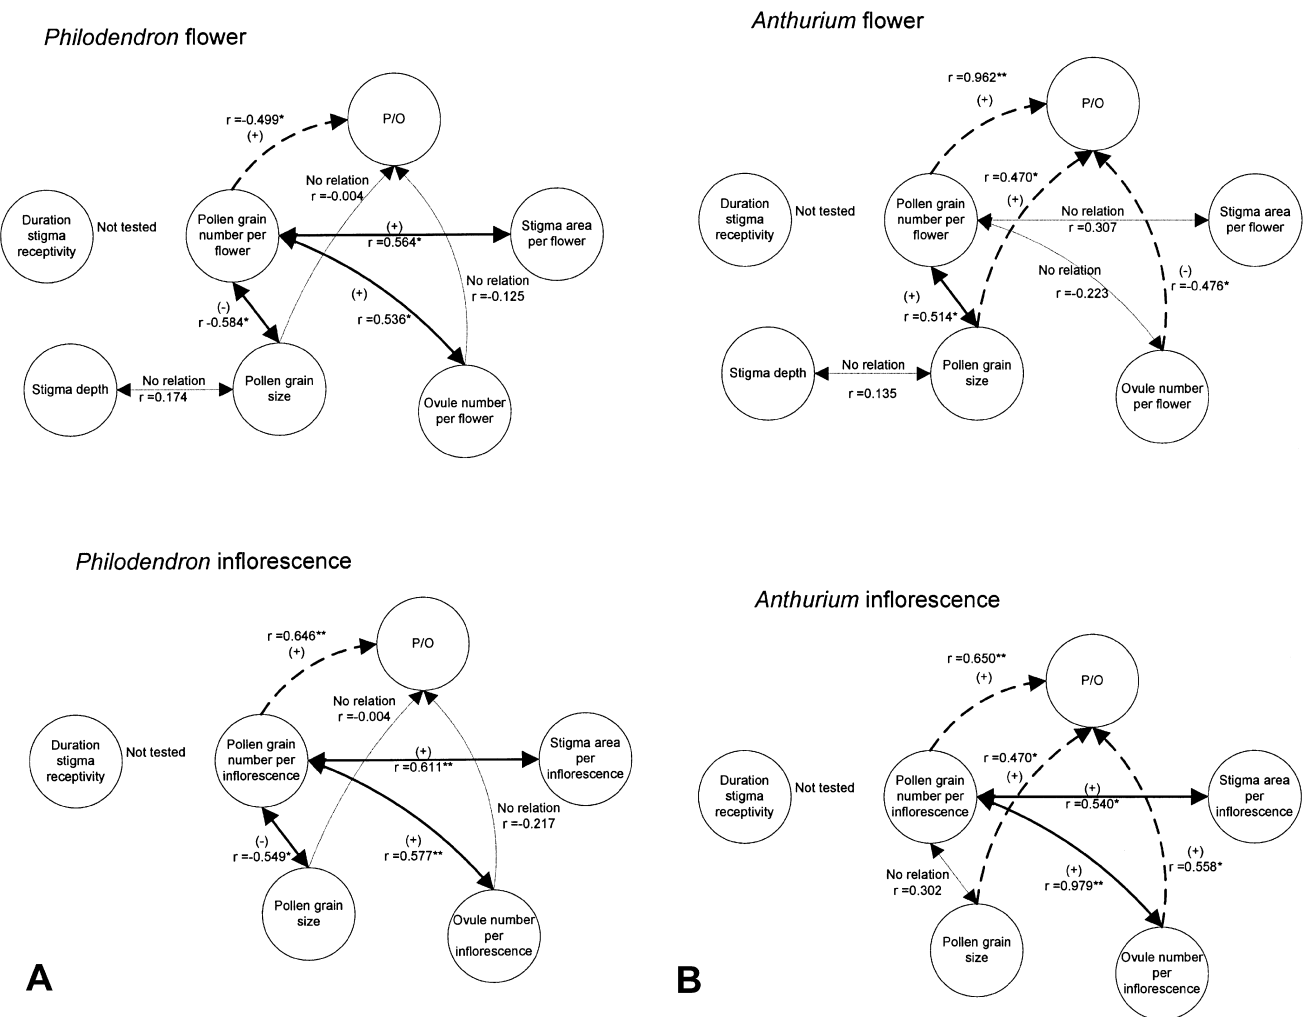 Philodendron flower
r =-0.499*
(+)
P/O
No relation
r =-0.004
Duration
stigma
receptivity
Not tested
Pollen grain
number per
flower
(+)
r =0.564*
Stigma area
per flower
(+)
r =0.536*
No relation
r =-0.125
(-)
r -0.584*
Stigma depth
No relation
r =0.174
Pollen grain
size
Ovule number
per flower
Anthurium flower
r =0.962**
(+)
P/O
r =0.470*
(+)
Duration
stigma
receptivity
Not tested
Pollen grain
number per
flower
No relation
r =0.307
Stigma area
per flower
No relation
r =-0.223
(-)
r =-0.476*
(+)
r =0.514*
Stigma depth
No relation
r =0.135
Pollen grain
size
Ovule number
per flower
Philodendron inflorescence
r =0.646**
(+)
P/O
No relation
r =-0.004
Duration
stigma
receptivity
Not tested
Pollen grain
number per
inflorescence
(+)
r =0.611**
Stigma area
per
inflorescence
No relation
r =-0.217
(+)
r =0.577**
(-)
r =-0.549*
Pollen grain
size
Ovule number
per
inflorescence
A
Anthurium inflorescence
r =0.650**
(+)
P/O
r =0.470*
(+)
Duration
stigma
receptivity
Not tested
Pollen grain
number per
inflorescence
(+)
r =0.540*
Stigma area
per
inflorescence
No relation
r =0.302
(+)
r =0.979**
(+)
r =0.558*
Pollen grain
size
Ovule number
per
inflorescence
B